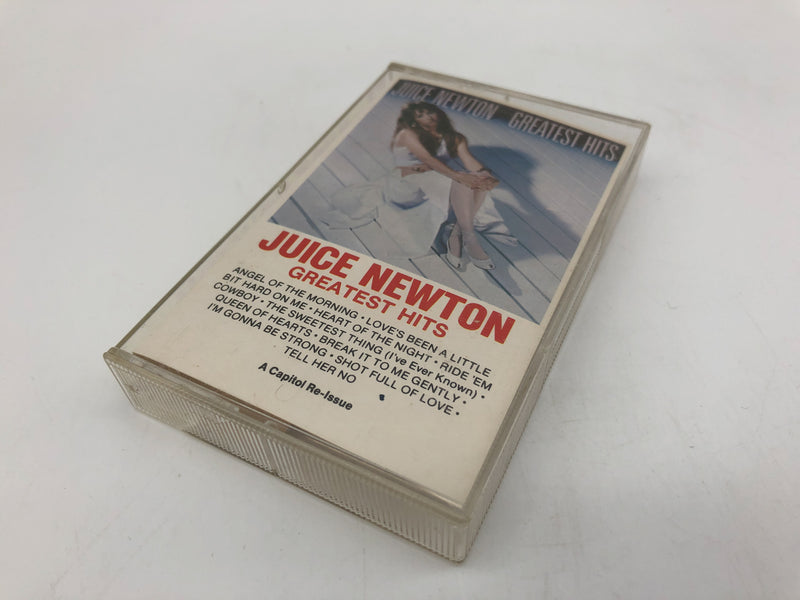 JUICE NEWTON GREATEST HITS
JUICE NEWTON
GREATEST HITS
ANGEL OF THE MORNING • LOVE'S BEEN A LITTLE
BIT HARD ON ME • HEART OF THE NIGHT • RIDE 'EM
COWBOY • THE SWEETEST THING (I've Ever Known) •
QUEEN OF HEARTS • BREAK IT TO ME GENTLY •
I'M GONNA BE STRONG • SHOT FULL OF LOVE •
TELL HER NO
A Capitol Re-Issue